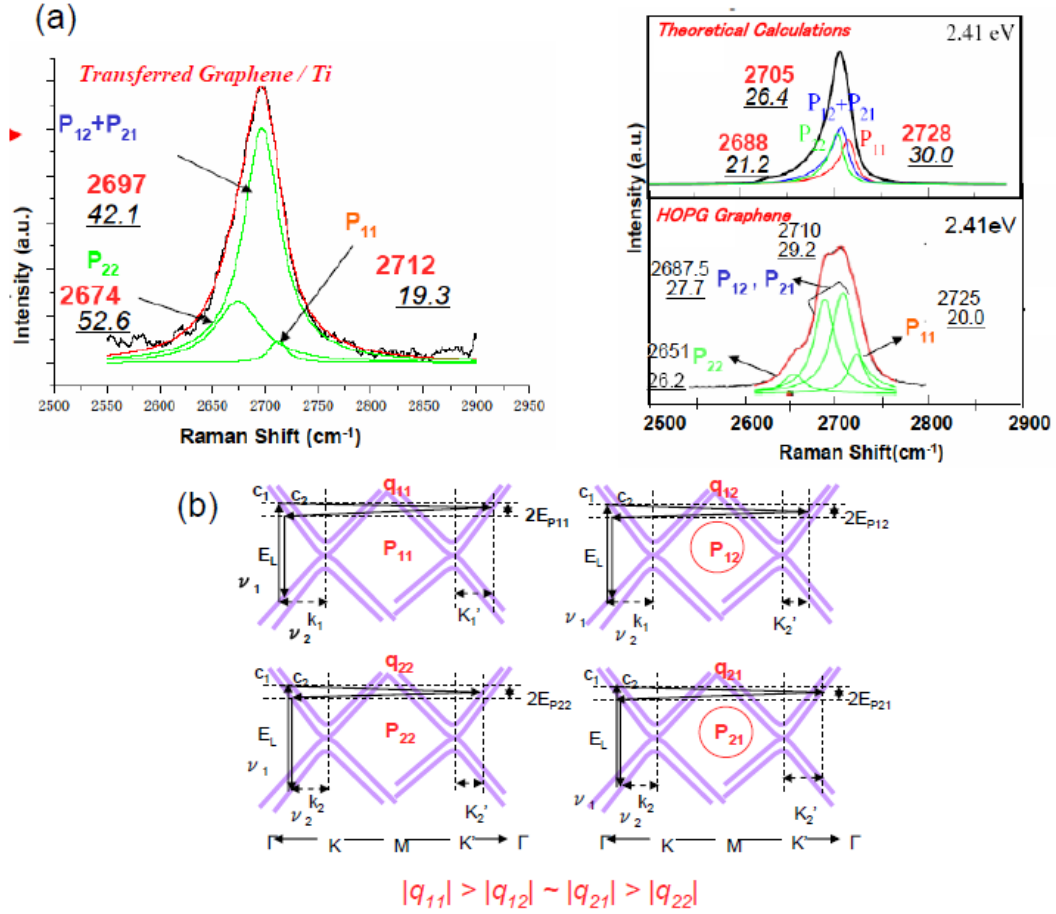 (a)
Transferred Graphene / Ti
P12+P21
2697
42.1
P22
2674
52.6
P11
2712
19.3
Intensity (a.u.)
2500 2550 2600 2650 2700 2750 2800 2850 2900 2950
Raman Shift (cm-1)
Theoretical Calculations
2.41 eV
2705
26.4
P12+P21
P22
P11
2688
21.2
2728
30.0
Intensity (a.u.)
HOPG Graphene
2.41eV
2710
29.2
2687.5
27.7
P12 , P21
2725
20.0
P11
2651
P22
26.2
2500 2600 2700 2800 2900
Raman Shift(cm-1)
(b)
c1 c2 q11
2EP11
P11
EL
ν1
k1
K1'
ν2
c1 c2 q12
2EP12
P12
EL
ν1
k1
K2'
ν2
c1 c2 q22
2EP22
P22
EL
ν1
k2
K2'
ν2
c1 c2 q21
2EP21
P21
EL
ν1
k2
K2'
ν2
Γ K M K' Γ
Γ K M K' Γ
|q11| > |q12| ~ |q21| > |q22|